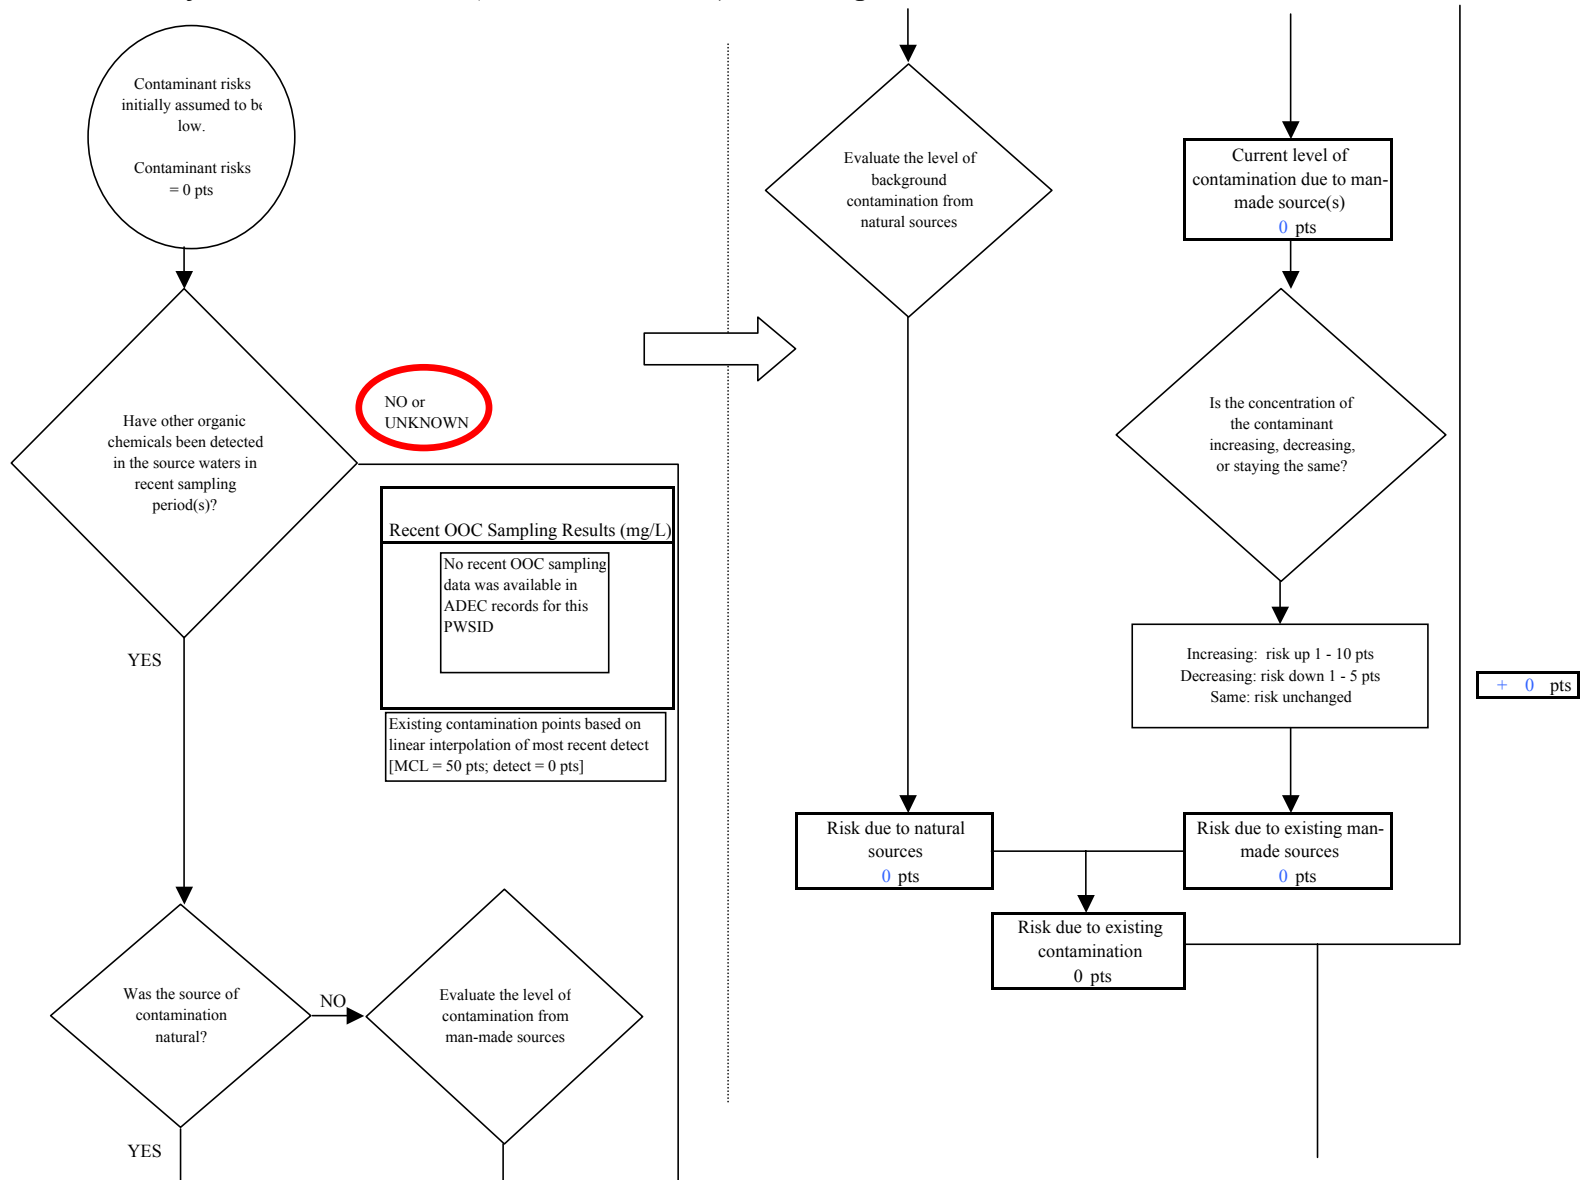 Contaminant risks
initially assumed to be
low.
Contaminant risks
= 0 pts
Have other organic
chemicals been detected
in the source waters in
recent sampling
period(s)?
NO or
UNKNOWN
Recent OOC Sampling Results (mg/L)
No recent OOC sampling
data was available in
ADEC records for this
PWSID
Existing contamination points based on
linear interpolation of most recent detect
[MCL = 50 pts; detect = 0 pts]
YES
Was the source of
contamination
natural?
NO
Evaluate the level of
contamination from
man-made sources
YES
Evaluate the level of
background
contamination from
natural sources
Current level of
contamination due to man-
made source(s)
0 pts
Is the concentration of
the contaminant
increasing, decreasing,
or staying the same?
Increasing: risk up 1 - 10 pts
Decreasing: risk down 1 - 5 pts
Same: risk unchanged
+ 0 pts
Risk due to natural
sources
0 pts
Risk due to existing man-
made sources
0 pts
Risk due to existing
contamination
0 pts